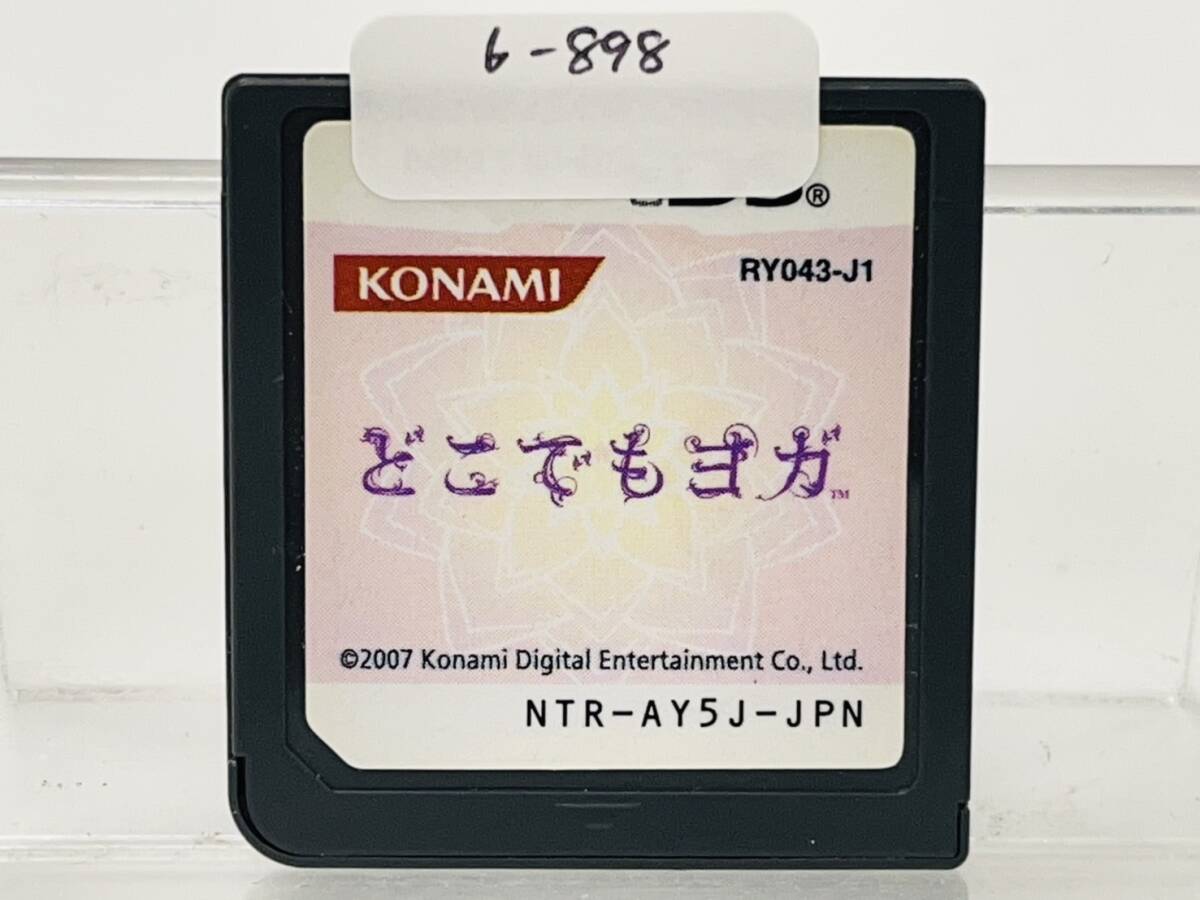 6-898
DS®
KONAMI
RY043-J1
どこでもヨガ™
©2007 Konami Digital Entertainment Co., Ltd.
NTR-AY5J-JPN